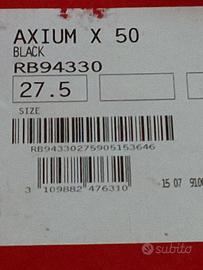 AXIUM X 50
BLACK
RB94330
27.5
SIZE
RB94330275905153646
3 109882 476310
15 07
subito